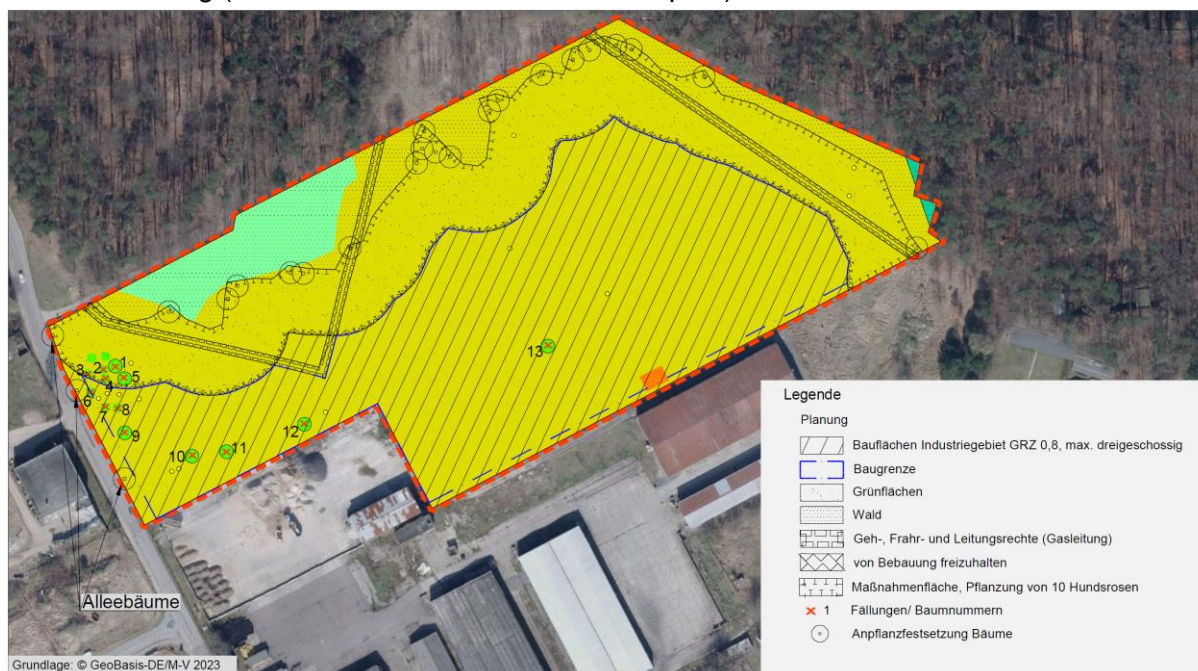 1
2
3
4
5
6
7
8
9
10
11
12
13
Alleebäume
Grundlage: © GeoBasis-DE/M-V 2023
Legende
Planung
Bauflächen Industriegebiet GRZ 0,8, max. dreigeschossig
Baugrenze
Grünflächen
Wald
Geh-, Frahr- und Leitungsrechte (Gasleitung)
von Bebauung freizuhalten
Maßnahmenfläche, Pflanzung von 10 Hundsrosen
1 Fällungen/ Baumnummern
Anpflanzfestsetzung Bäume